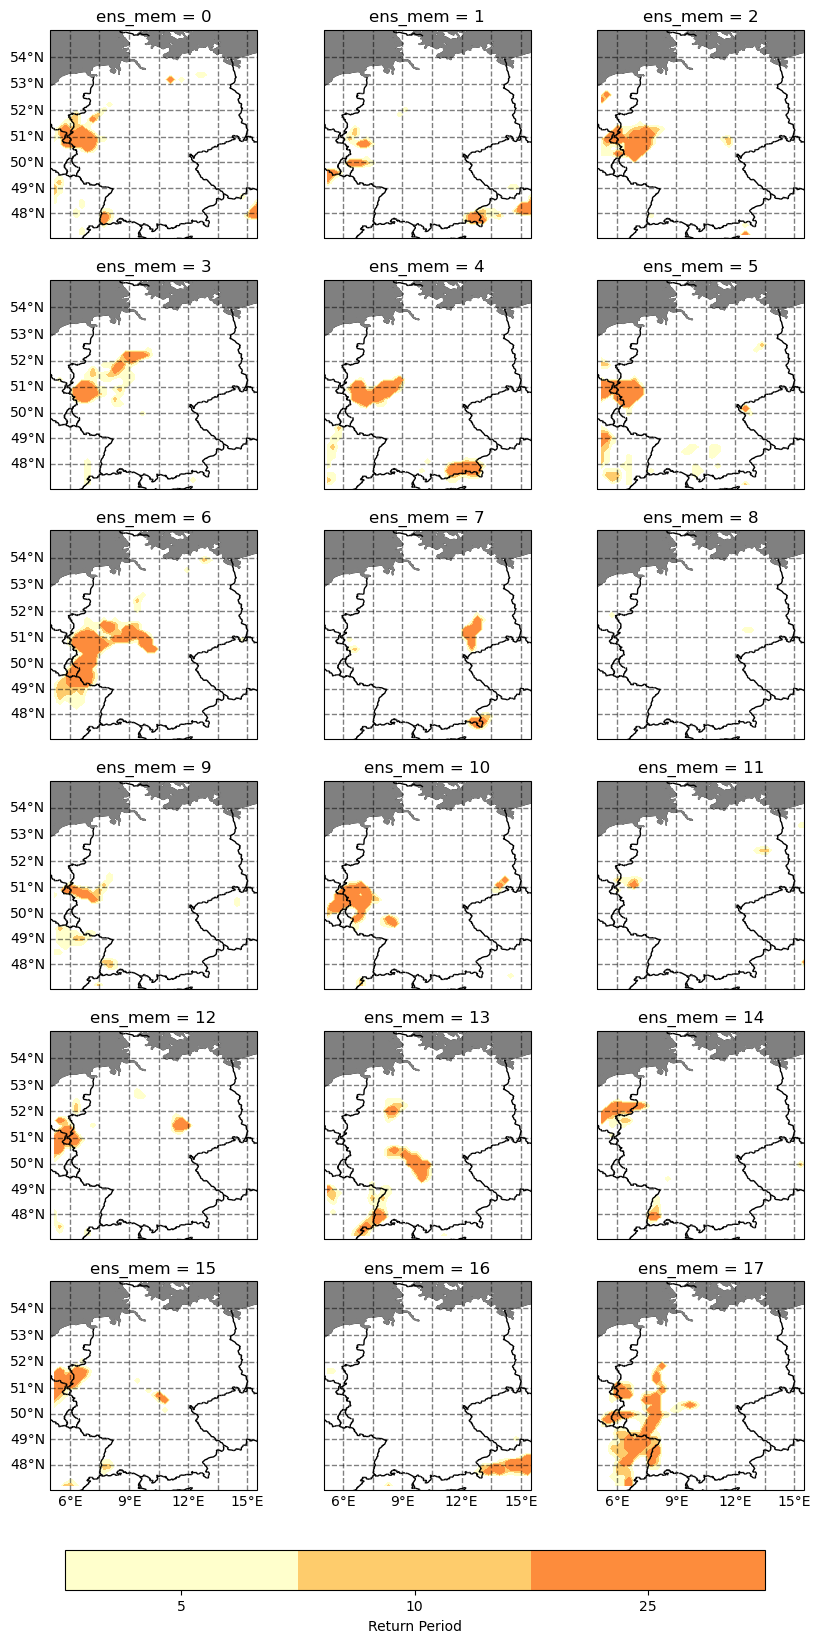 ens_mem = 0 ens_mem = 1 ens_mem = 2
54°N
53°N
52°N
51°N
50°N
49°N
48°N
ens_mem = 3 ens_mem = 4 ens_mem = 5
54°N
53°N
52°N
51°N
50°N
49°N
48°N
ens_mem = 6 ens_mem = 7 ens_mem = 8
54°N
53°N
52°N
51°N
50°N
49°N
48°N
ens_mem = 9 ens_mem = 10 ens_mem = 11
54°N
53°N
52°N
51°N
50°N
49°N
48°N
ens_mem = 12 ens_mem = 13 ens_mem = 14
54°N
53°N
52°N
51°N
50°N
49°N
48°N
ens_mem = 15 ens_mem = 16 ens_mem = 17
54°N
53°N
52°N
51°N
50°N
49°N
48°N
6°E 9°E 12°E 15°E 6°E 9°E 12°E 15°E 6°E 9°E 12°E 15°E
5 10 25
Return Period